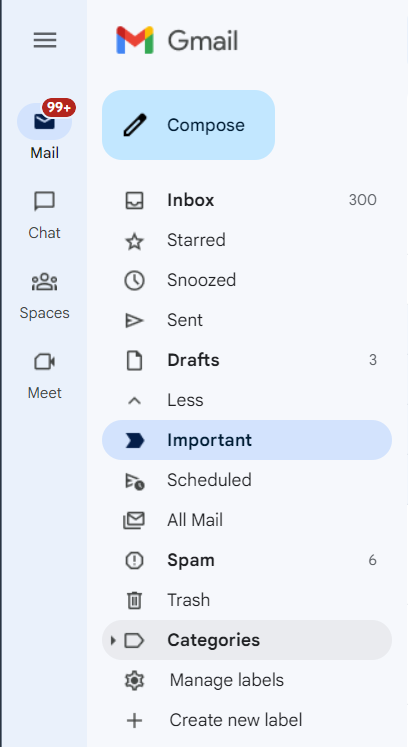 Gmail
99+
Mail
Chat
Spaces
Meet
Compose
Inbox 300
Starred
Snoozed
Sent
Drafts 3
Less
Important
Scheduled
All Mail
Spam 6
Trash
Categories
Manage labels
Create new label